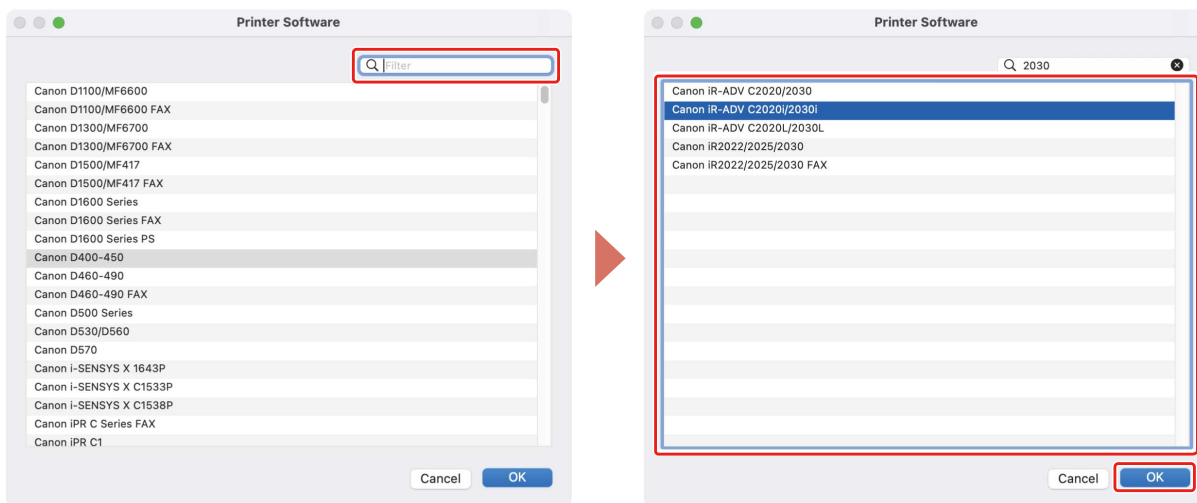 Printer Software
Filter
Canon D1100/MF6600
Canon D1100/MF6600 FAX
Canon D1300/MF6700
Canon D1300/MF6700 FAX
Canon D1500/MF417
Canon D1500/MF417 FAX
Canon D1600 Series
Canon D1600 Series FAX
Canon D1600 Series PS
Canon D400-450
Canon D460-490
Canon D460-490 FAX
Canon D500 Series
Canon D530/D560
Canon D570
Canon i-SENSYS X 1643P
Canon i-SENSYS X C1533P
Canon i-SENSYS X C1538P
Canon iPR C Series FAX
Canon iPR C1
Cancel
OK
Printer Software
2030
Canon iR-ADV C2020/2030
Canon iR-ADV C2020i/2030i
Canon iR-ADV C2020L/2030L
Canon iR2022/2025/2030
Canon iR2022/2025/2030 FAX
Cancel
OK